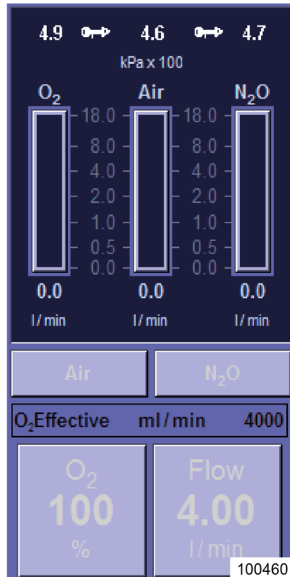 4.9 4.6 4.7
kPa x 100
O₂ Air N₂O
18.0 18.0
8.0 8.0
4.0 4.0
2.0 2.0
1.0 1.0
0.5 0.5
0.0 0.0
0.0 0.0 0.0
l/min l/min l/min
Air N₂O
O₂Effective ml/min 4000
O₂ Flow
100 4.00
% l/min
100460